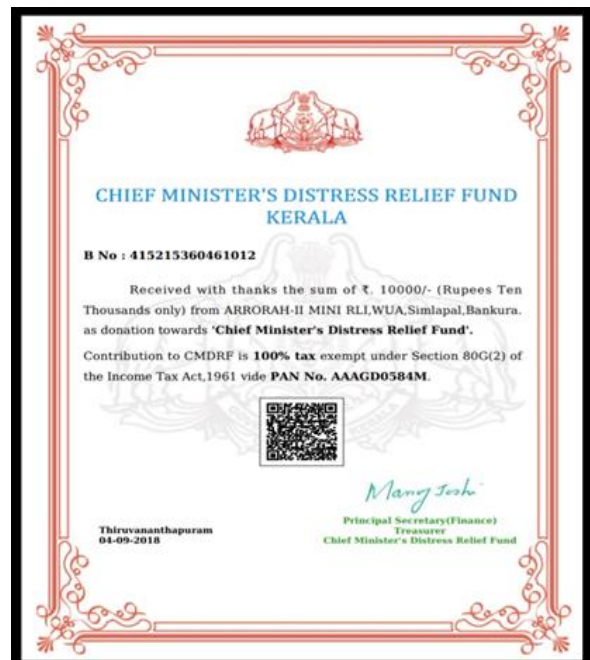 CHIEF MINISTER'S DISTRESS RELIEF FUND
KERALA
B No : 415215360461012
Received with thanks the sum of ₹. 10000/- (Rupees Ten
Thousands only) from ARRORAH-II MINI RLI,WUA,Simlapal,Bankura.
as donation towards 'Chief Minister's Distress Relief Fund'.
Contribution to CMDRF is 100% tax exempt under Section 80G(2) of
the Income Tax Act,1961 vide PAN No. AAAGD0584M.
Manoj Joshi
Principal Secretary(Finance)
Treasurer
Chief Minister's Distress Relief Fund
Thiruvananthapuram
04-09-2018